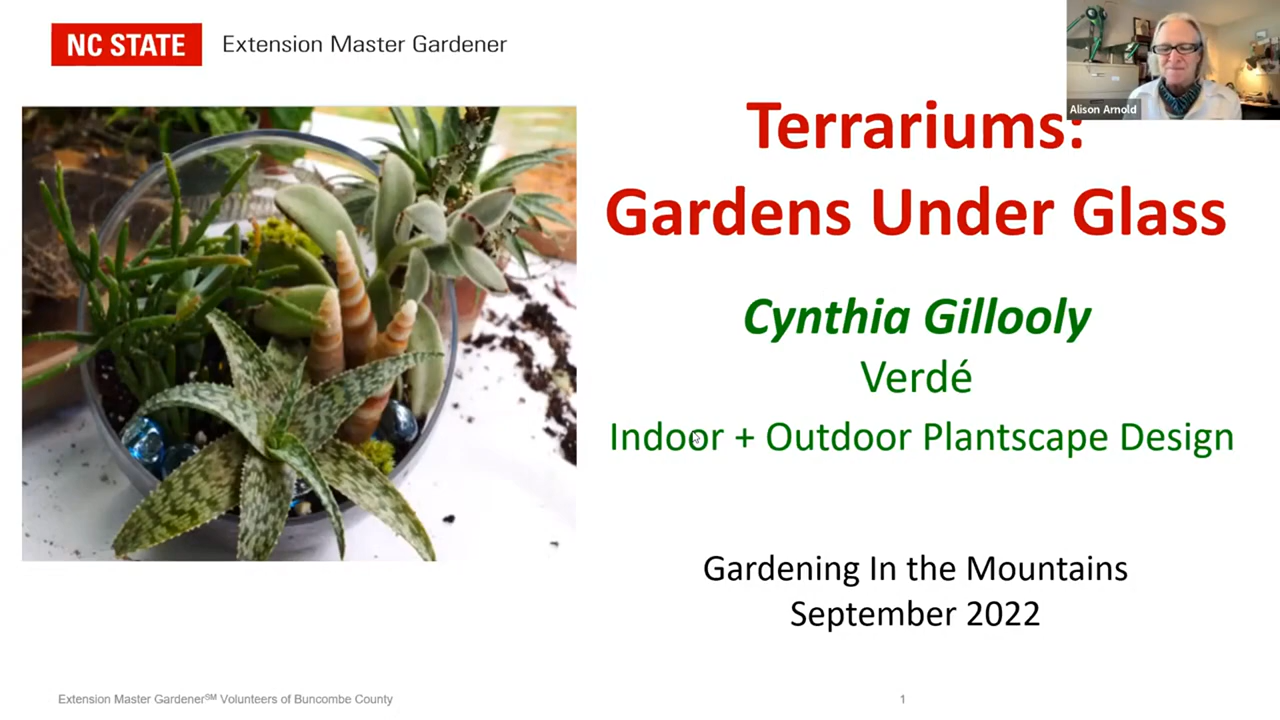 NC STATE Extension Master Gardener
Alison Arnold
Terrariums:
Gardens Under Glass
Cynthia Gillooly
Verdé
Indoor + Outdoor Plantscape Design
Gardening In the Mountains
September 2022
Extension Master Gardener℠ Volunteers of Buncombe County
1